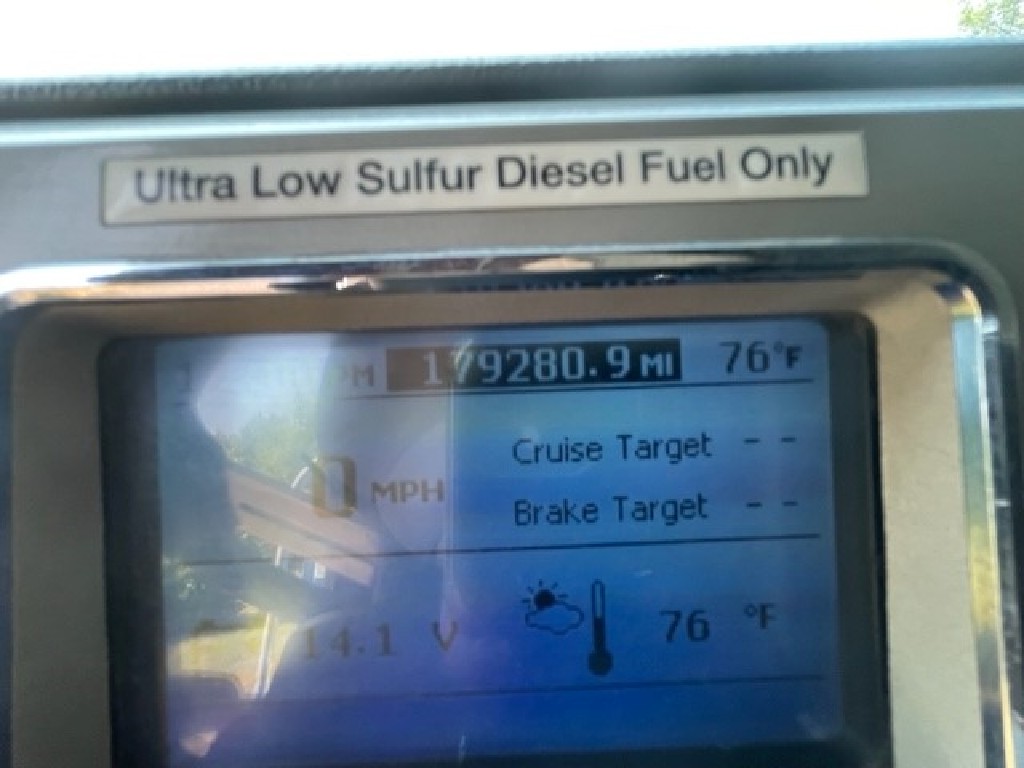 Ultra Low Sulfur Diesel Fuel Only
PM 179280.9 MI 76°F
Cruise Target - -
0 MPH
Brake Target - -
14.1 V 76 °F